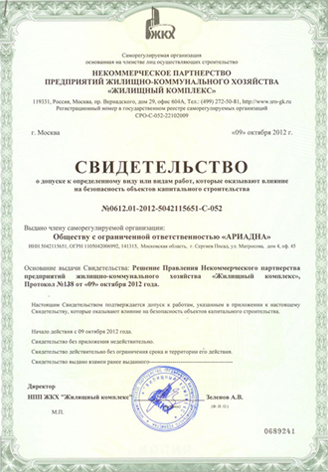 ЖКХ
Саморегулируемая организация
основанная на членстве лиц осуществляющих строительство
НЕКОММЕРЧЕСКОЕ ПАРТНЕРСТВО
ПРЕДПРИЯТИЙ ЖИЛИЩНО-КОММУНАЛЬНОГО ХОЗЯЙСТВА
«ЖИЛИЩНЫЙ КОМПЛЕКС»
119331, Россия, Москва, пр. Вернадского, дом 29, офис 604А, Тел.: (499) 272-50-81, http://www.sro-gk.ru
Регистрационный номер в государственном реестре саморегулируемых организаций
СРО-С-052-22102009
г. Москва «09» октября 2012 г.
СВИДЕТЕЛЬСТВО
о допуске к определенному виду или видам работ, которые оказывают влияние
на безопасность объектов капитального строительства
№0612.01-2012-5042115651-С-052
Выдано члену саморегулируемой организации:
Обществу с ограниченной ответственностью «АРИАДНА»
ИНН 5042115651, 141315, Московская область, г. Сергиев Посад, ул. Матросова, дом 4, оф. 45
Основание выдачи Свидетельства: Решение Правления Некоммерческого партнерства
предприятий жилищно-коммунального хозяйства «Жилищный комплекс»,
Протокол №138 от «09» октября 2012 года.
Настоящим Свидетельством подтверждается допуск к работам, указанным в приложении к настоящему
Свидетельству, которые оказывают влияние на безопасность объектов капитального строительства.
Начало действия с 09 октября 2012 года.
Свидетельство без приложения недействительно.
Свидетельство действительно без ограничения срока и территории его действия.
Свидетельство выдано взамен ранее выданного
Директор
НПП ЖКХ "Жилищный комплекс" Зеленов А.В.
М.П. (Ф.И.О.)
0689241